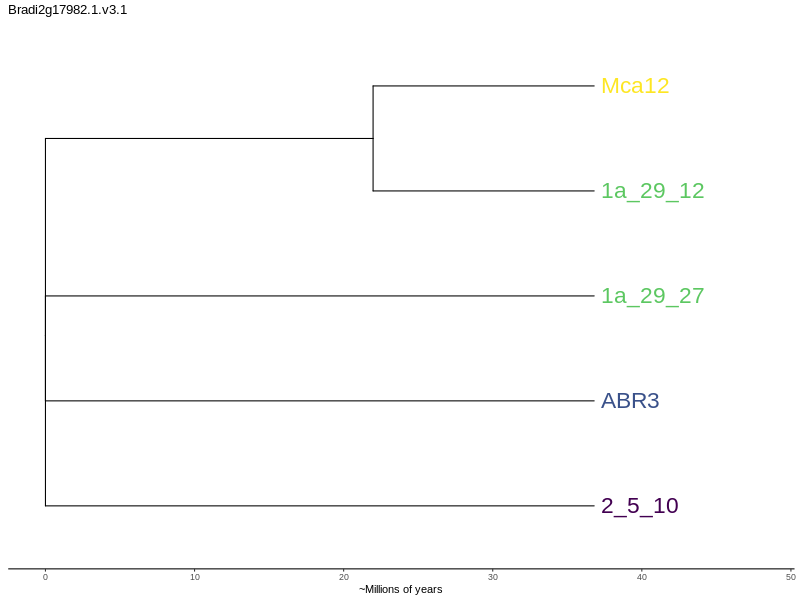 Bradi2g17982.1.v3.1
Mca12
1a_29_12
1a_29_27
ABR3
2_5_10
0 10 20 30 40 50
~Millions of years